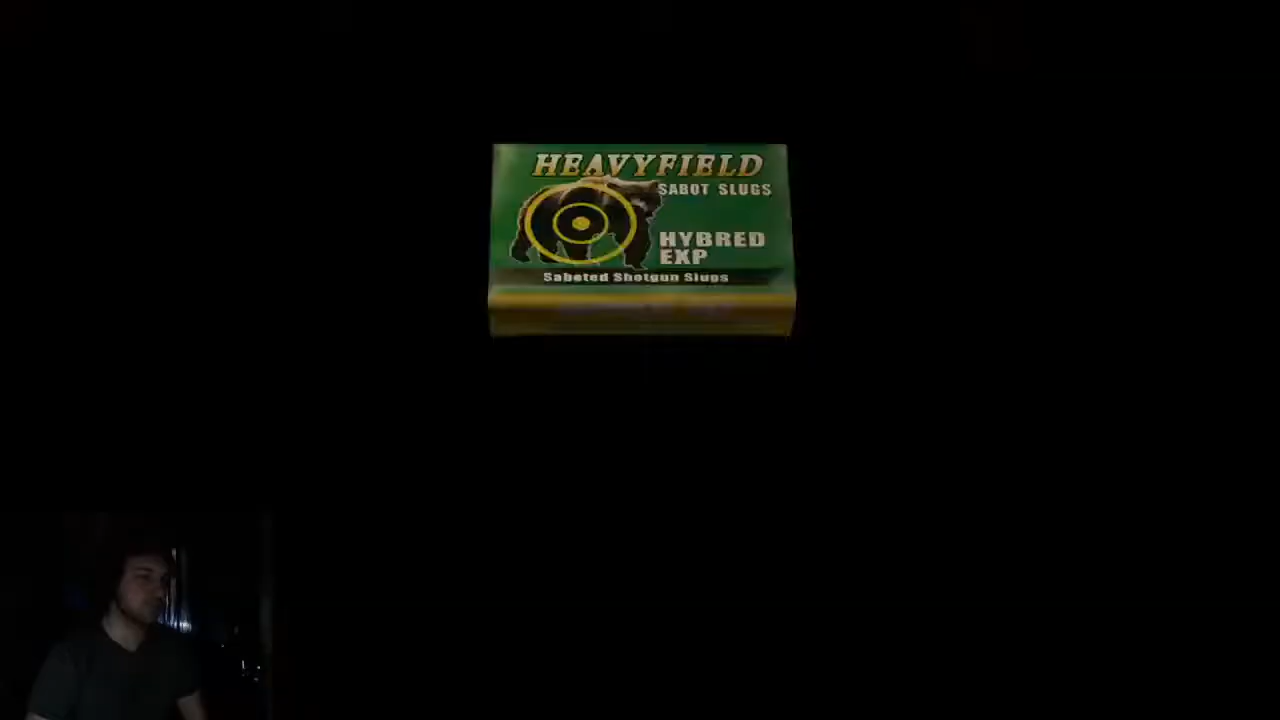 HEAVYFIELD
SABOT SLUGS
HYBRED
EXP
Saboted Shotgun Slugs